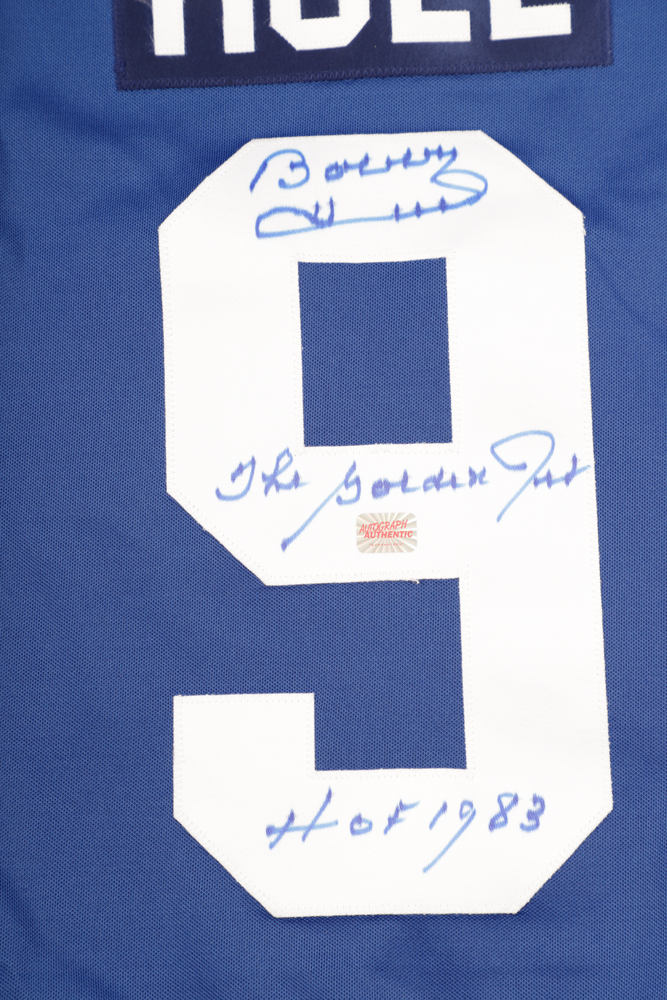 HULL
Bobby
Hull
The Golden Jet
AUTOGRAPH
AUTHENTIC
HOF 1983